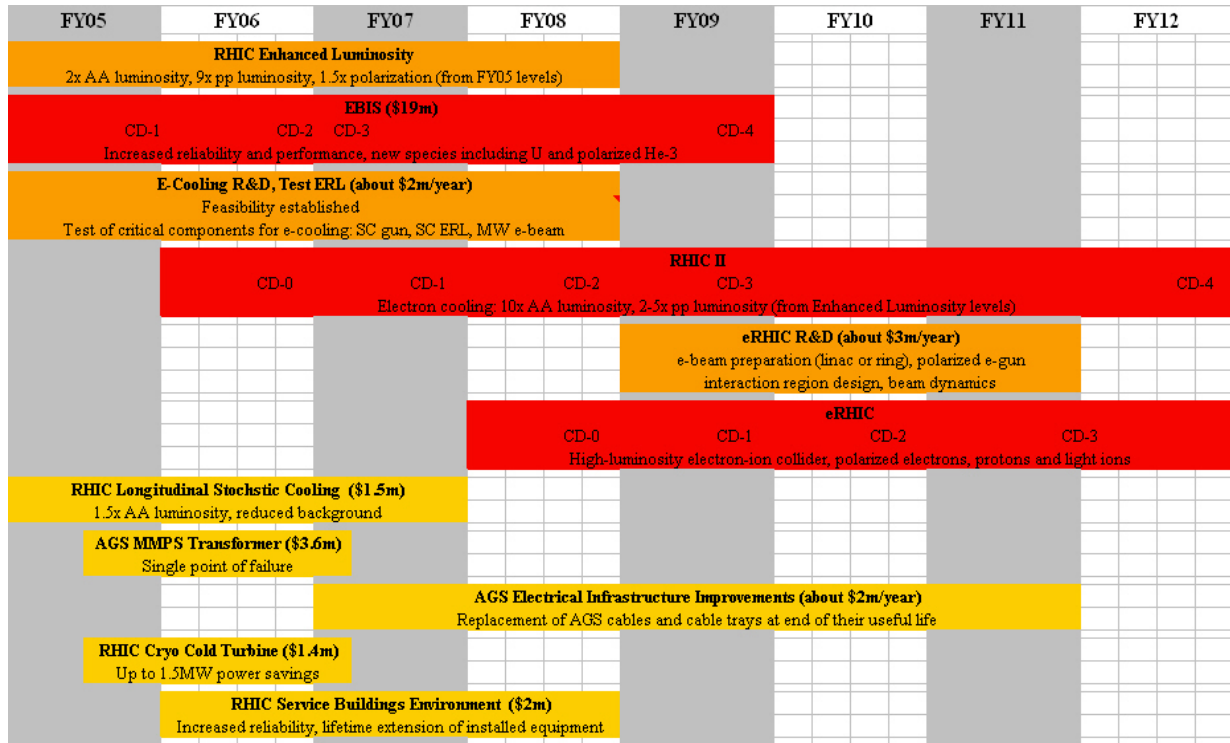 FY05 FY06 FY07 FY08 FY09 FY10 FY11 FY12
RHIC Enhanced Luminosity
2x AA luminosity, 9x pp luminosity, 1.5x polarization (from FY05 levels)
EBIS ($19m)
CD-1 CD-2 CD-3 CD-4
Increased reliability and performance, new species including U and polarized He-3
E-Cooling R&D, Test ERL (about $2m/year)
Feasibility established
Test of critical components for e-cooling: SC gun, SC ERL, MW e-beam
RHIC II
CD-0 CD-1 CD-2 CD-3 CD-4
Electron cooling: 10x AA luminosity, 2-5x pp luminosity (from Enhanced Luminosity levels)
eRHIC R&D (about $3m/year)
e-beam preparation (linac or ring), polarized e-gun
interaction region design, beam dynamics
eRHIC
CD-0 CD-1 CD-2 CD-3
High-luminosity electron-ion collider, polarized electrons, protons and light ions
RHIC Longitudinal Stochstic Cooling ($1.5m)
1.5x AA luminosity, reduced background
AGS MMPS Transformer ($3.6m)
Single point of failure
AGS Electrical Infrastructure Improvements (about $2m/year)
Replacement of AGS cables and cable trays at end of their useful life
RHIC Cryo Cold Turbine ($1.4m)
Up to 1.5MW power savings
RHIC Service Buildings Environment ($2m)
Increased reliability, lifetime extension of installed equipment